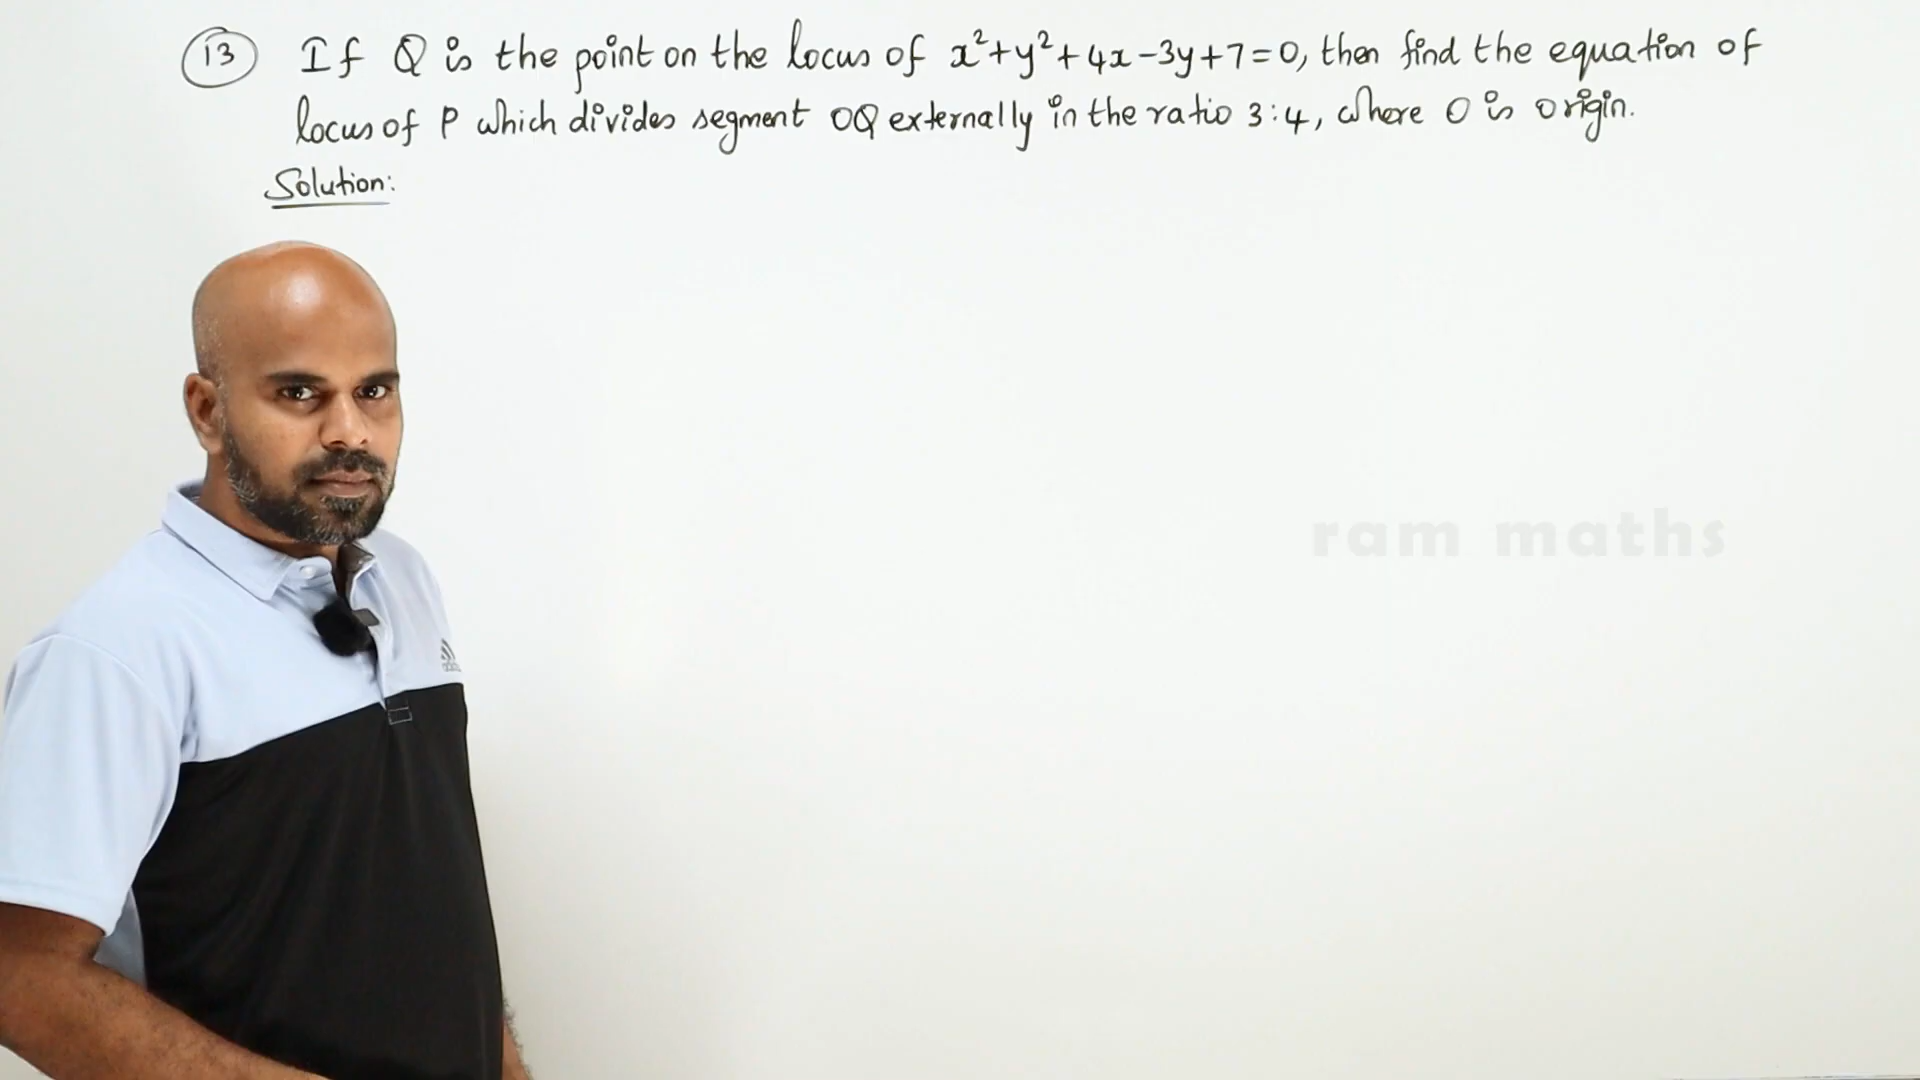 13 If Q is the point on the locus of x²+y²+4x-3y+7=0, then find the equation of
locus of P which divides segment OQ externally in the ratio 3:4, where O is origin.
Solution:
ram maths